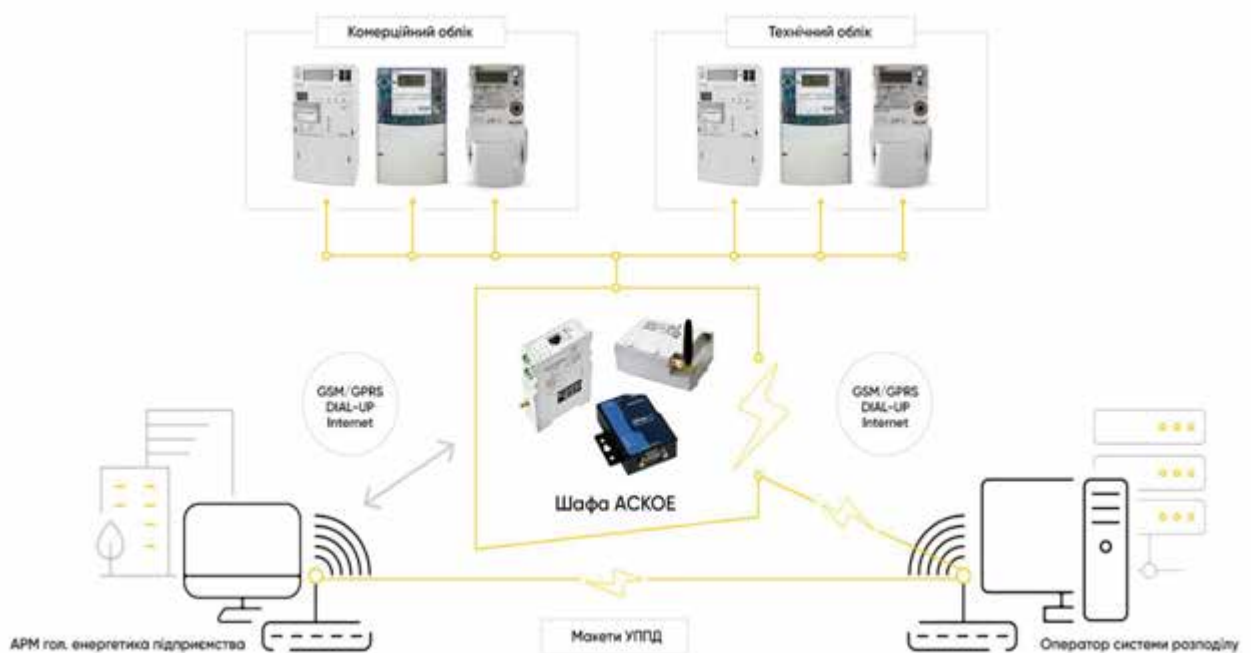 Комерційний облік
Технічний облік
GSM/GPRS
DIAL-UP
Internet
GSM/GPRS
DIAL-UP
Internet
Шафа АСКОЕ
Макети УППД
АРМ гол. енергетика підприємства
Оператор системи розподілу